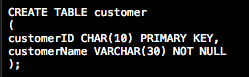 CREATE TABLE customer
(
customerID CHAR(10) PRIMARY KEY,
customerName VARCHAR(30) NOT NULL
);